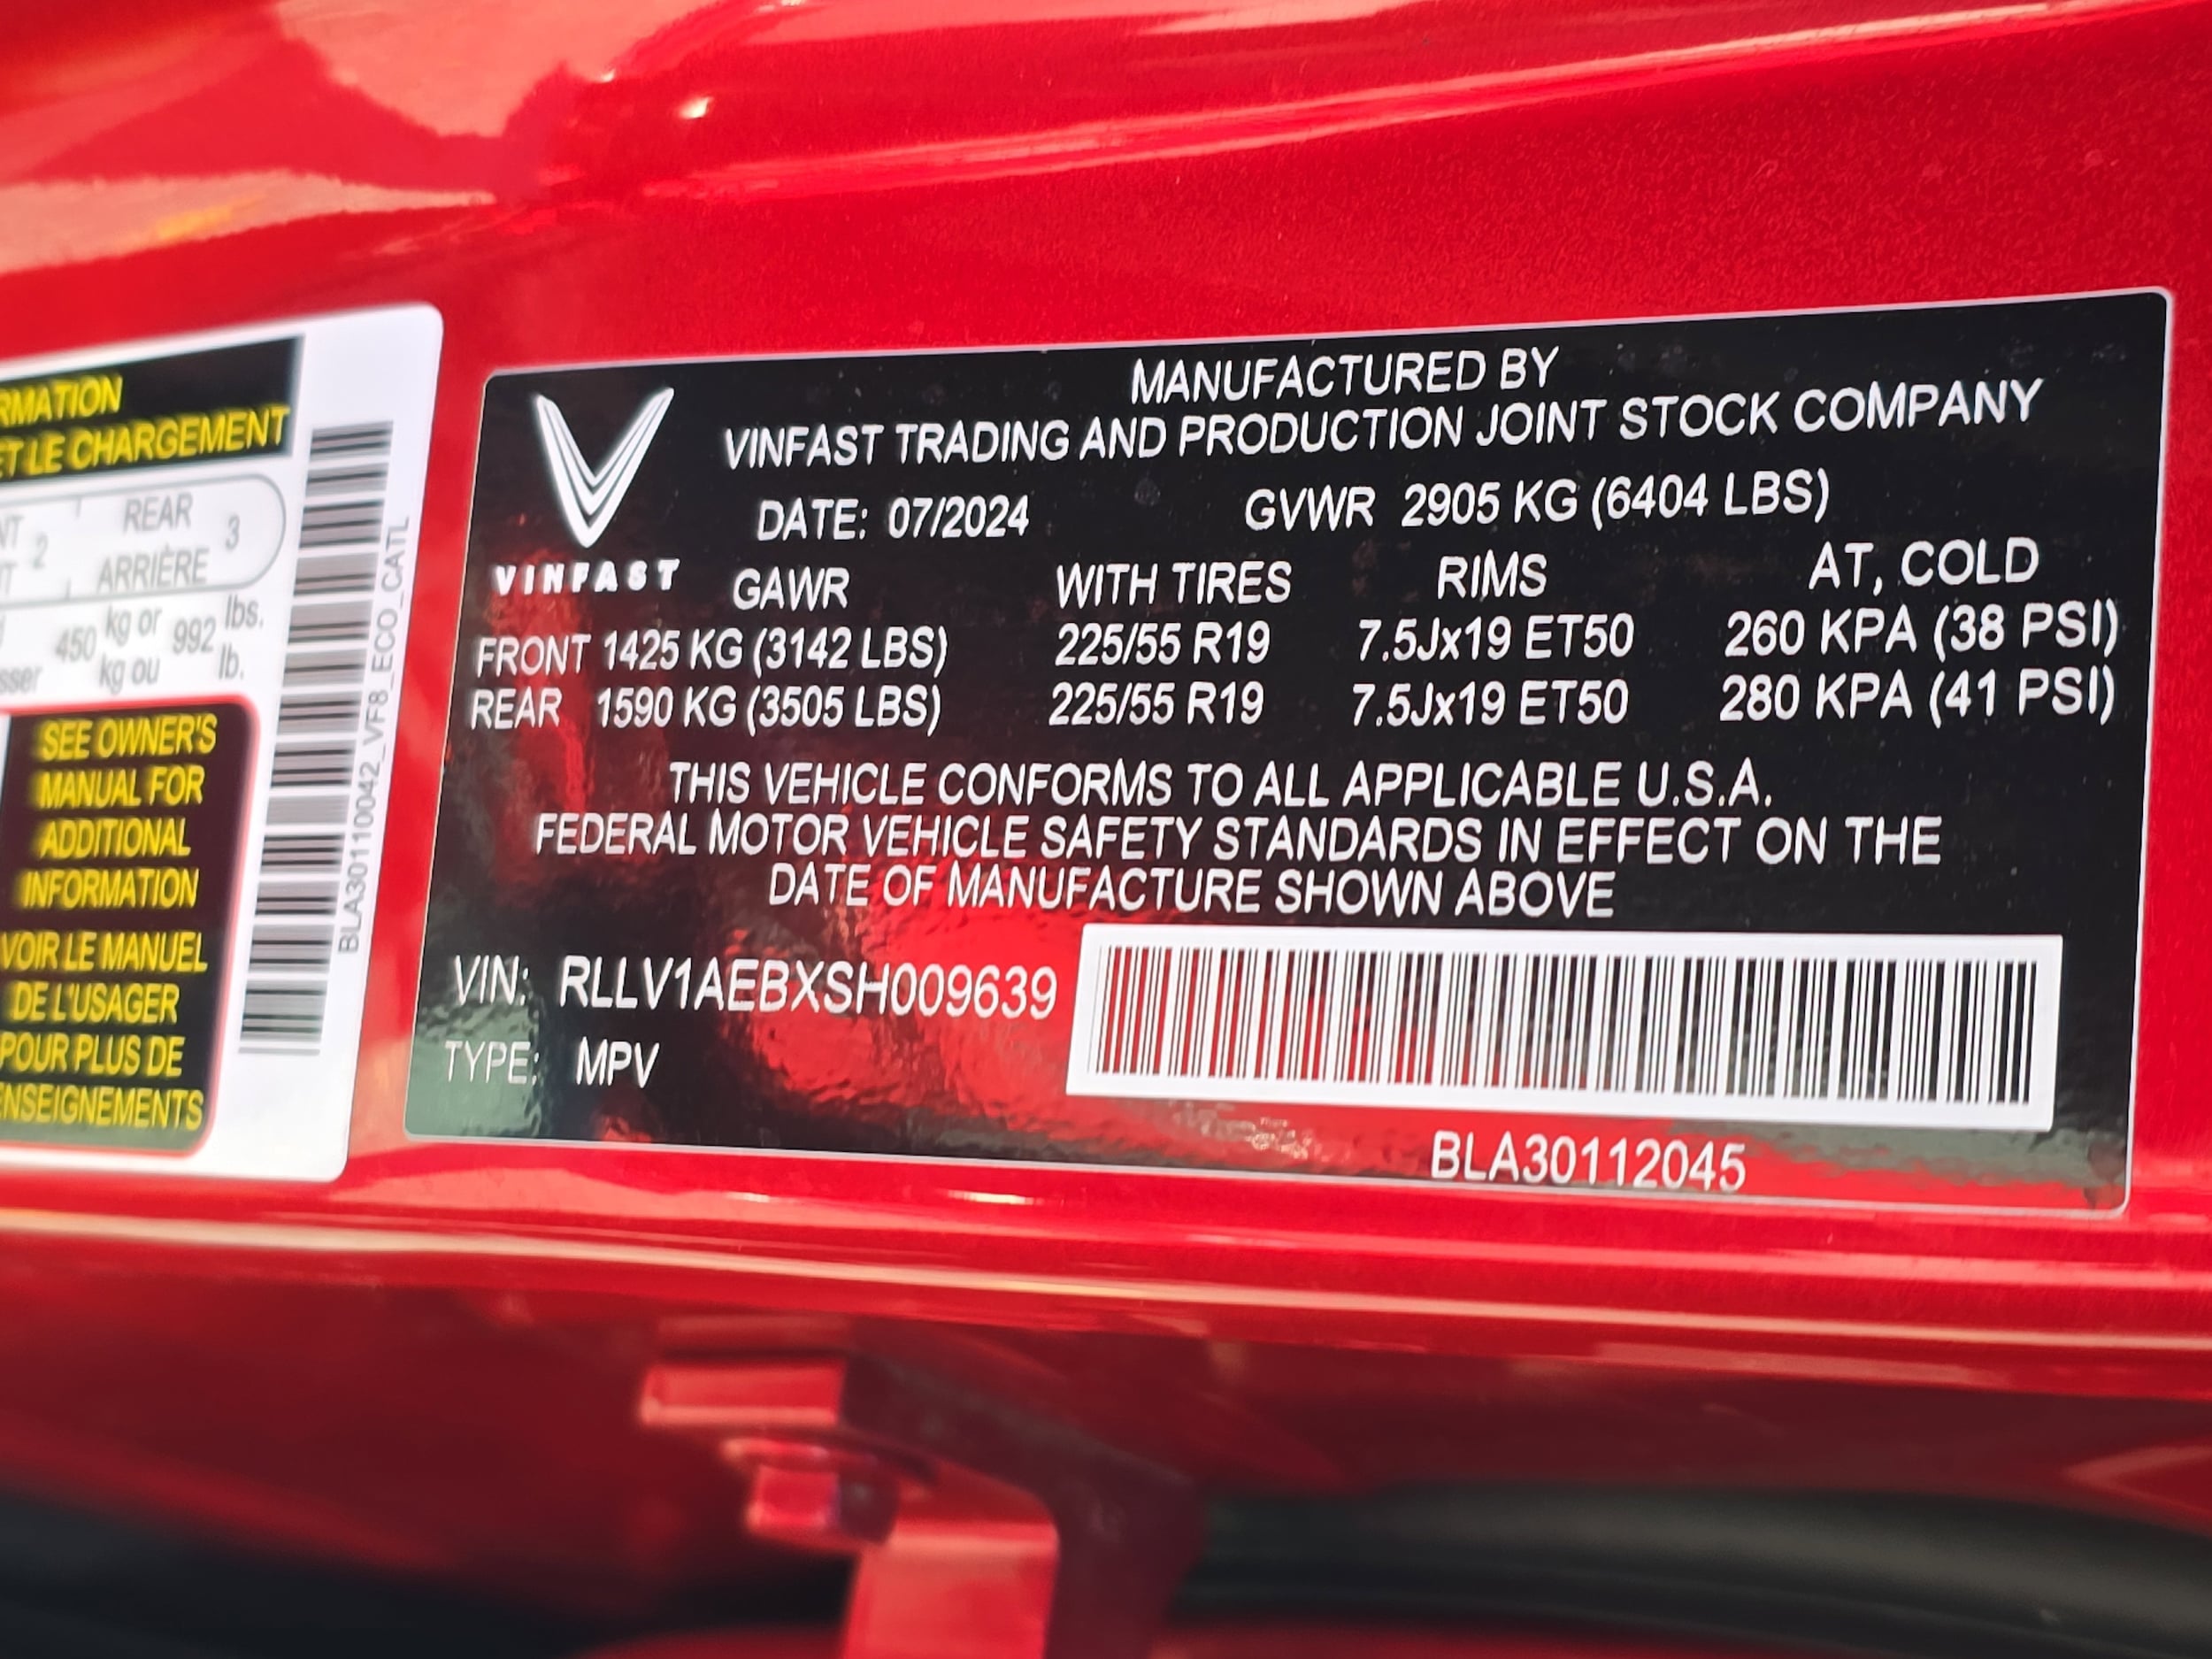 RMATION
ET LE CHARGEMENT
REAR
2 3
ARRIÈRE
450 kg or 992 lbs.
kg ou lb.
SEE OWNER'S
MANUAL FOR
ADDITIONAL
INFORMATION
VOIR LE MANUEL
DE L'USAGER
POUR PLUS DE
ENSEIGNEMENTS
BLA30110042_VF8_ECO_CATL
MANUFACTURED BY
VINFAST TRADING AND PRODUCTION JOINT STOCK COMPANY
DATE: 07/2024 GVWR 2905 KG (6404 LBS)
VINFAST GAWR WITH TIRES RIMS AT, COLD
FRONT 1425 KG (3142 LBS) 225/55 R19 7.5Jx19 ET50 260 KPA (38 PSI)
REAR 1590 KG (3505 LBS) 225/55 R19 7.5Jx19 ET50 280 KPA (41 PSI)
THIS VEHICLE CONFORMS TO ALL APPLICABLE U.S.A.
FEDERAL MOTOR VEHICLE SAFETY STANDARDS IN EFFECT ON THE
DATE OF MANUFACTURE SHOWN ABOVE
VIN: RLLV1AEBXSH009639
TYPE: MPV
BLA30112045